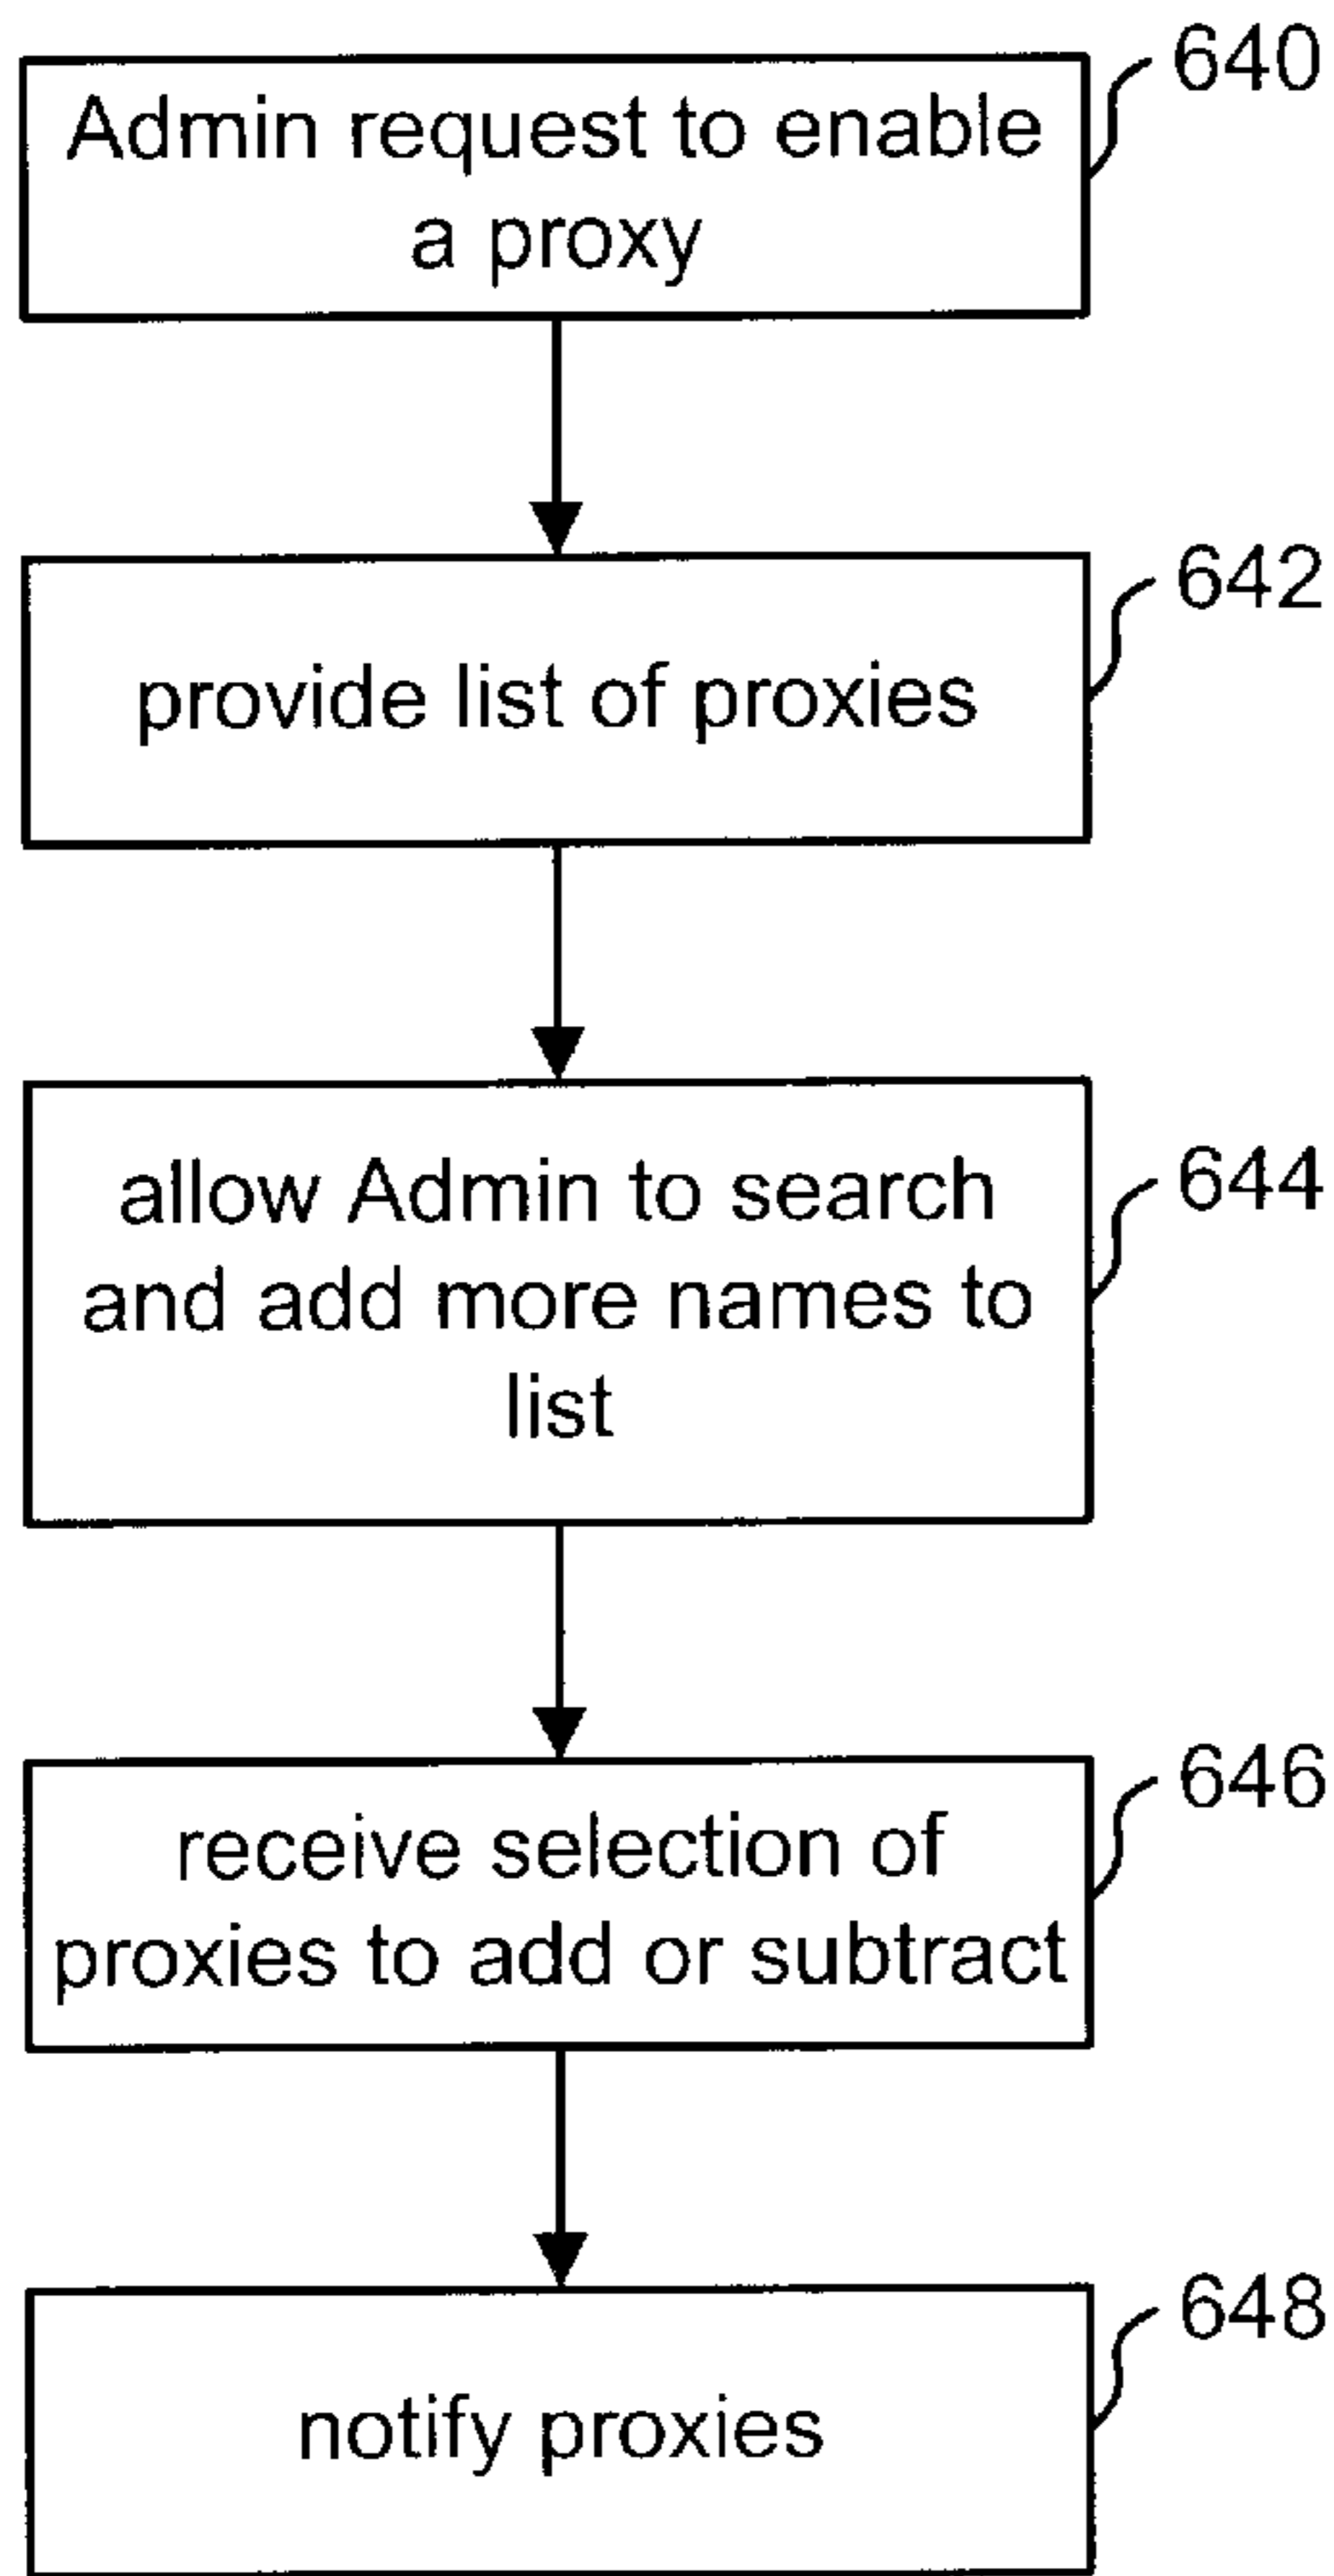 640
Admin request to enable
a proxy
642
provide list of proxies
644
allow Admin to search
and add more names to
list
646
receive selection of
proxies to add or subtract
648
notify proxies